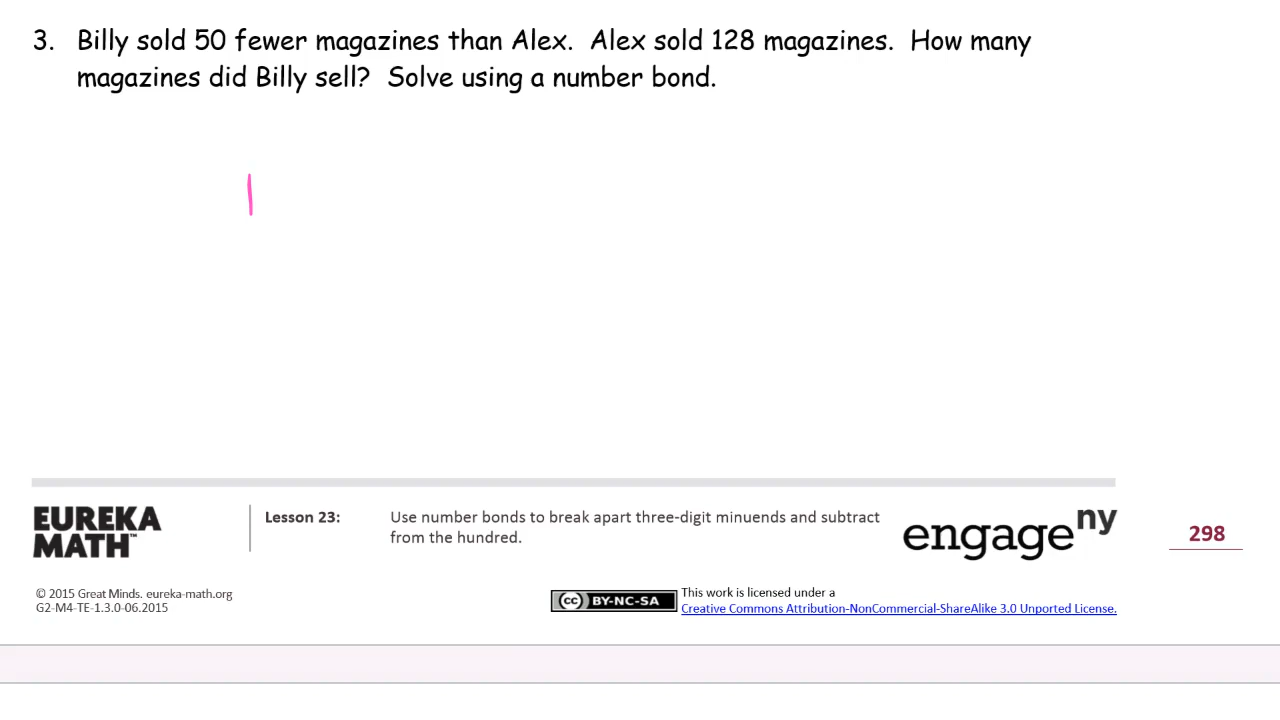 3. Billy sold 50 fewer magazines than Alex. Alex sold 128 magazines. How many
magazines did Billy sell? Solve using a number bond.
EUREKA
MATH™
Lesson 23:
Use number bonds to break apart three-digit minuends and subtract
from the hundred.
engageny
298
© 2015 Great Minds. eureka-math.org
G2-M4-TE-1.3.0-06.2015
cc BY-NC-SA
This work is licensed under a
Creative Commons Attribution-NonCommercial-ShareAlike 3.0 Unported License.